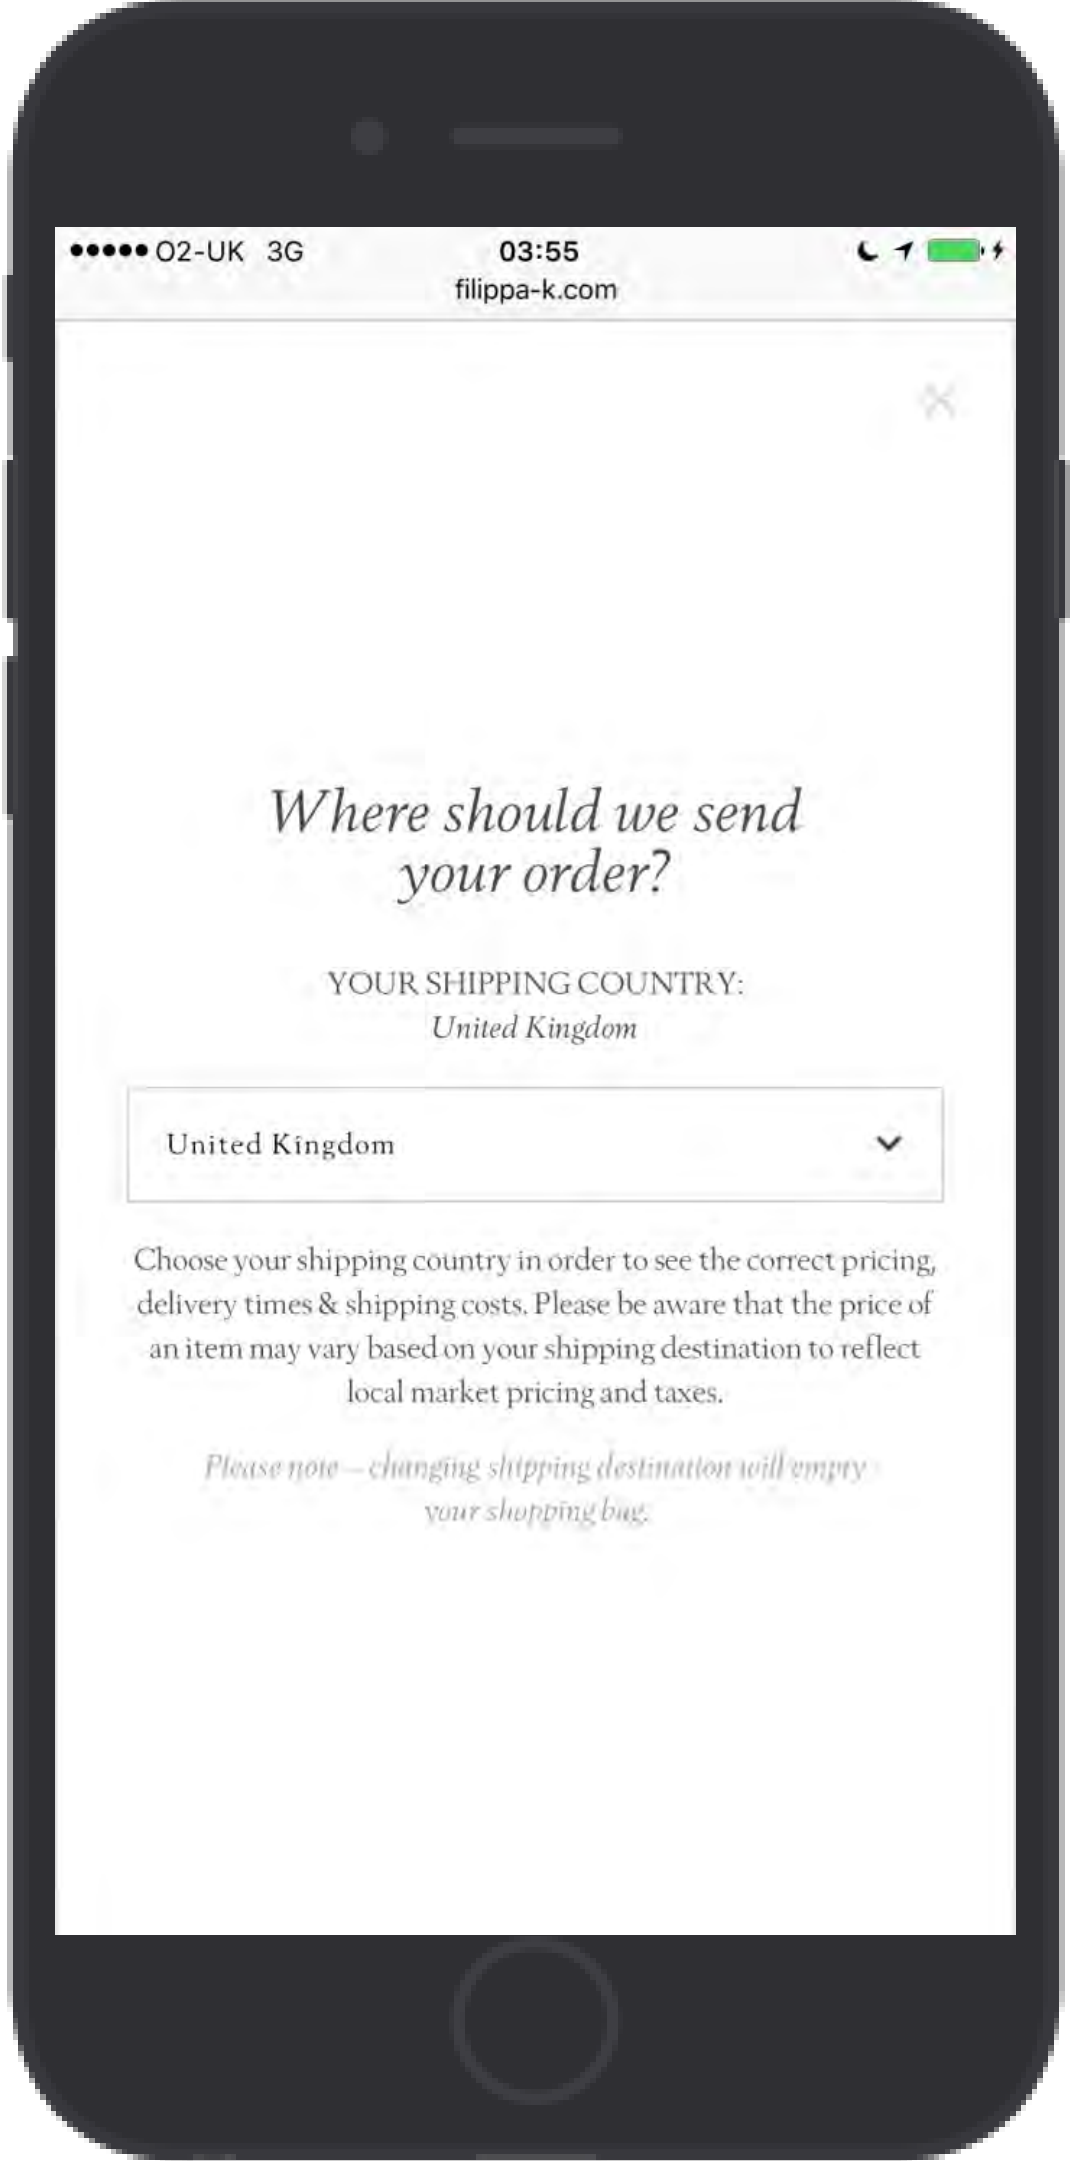 ●●●●● O2-UK 3G 03:55
filippa-k.com
Where should we send
your order?
YOUR SHIPPING COUNTRY:
United Kingdom
United Kingdom
Choose your shipping country in order to see the correct pricing,
delivery times & shipping costs. Please be aware that the price of
an item may vary based on your shipping destination to reflect
local market pricing and taxes.
Please note – changing shipping destination will empty
your shopping bag.